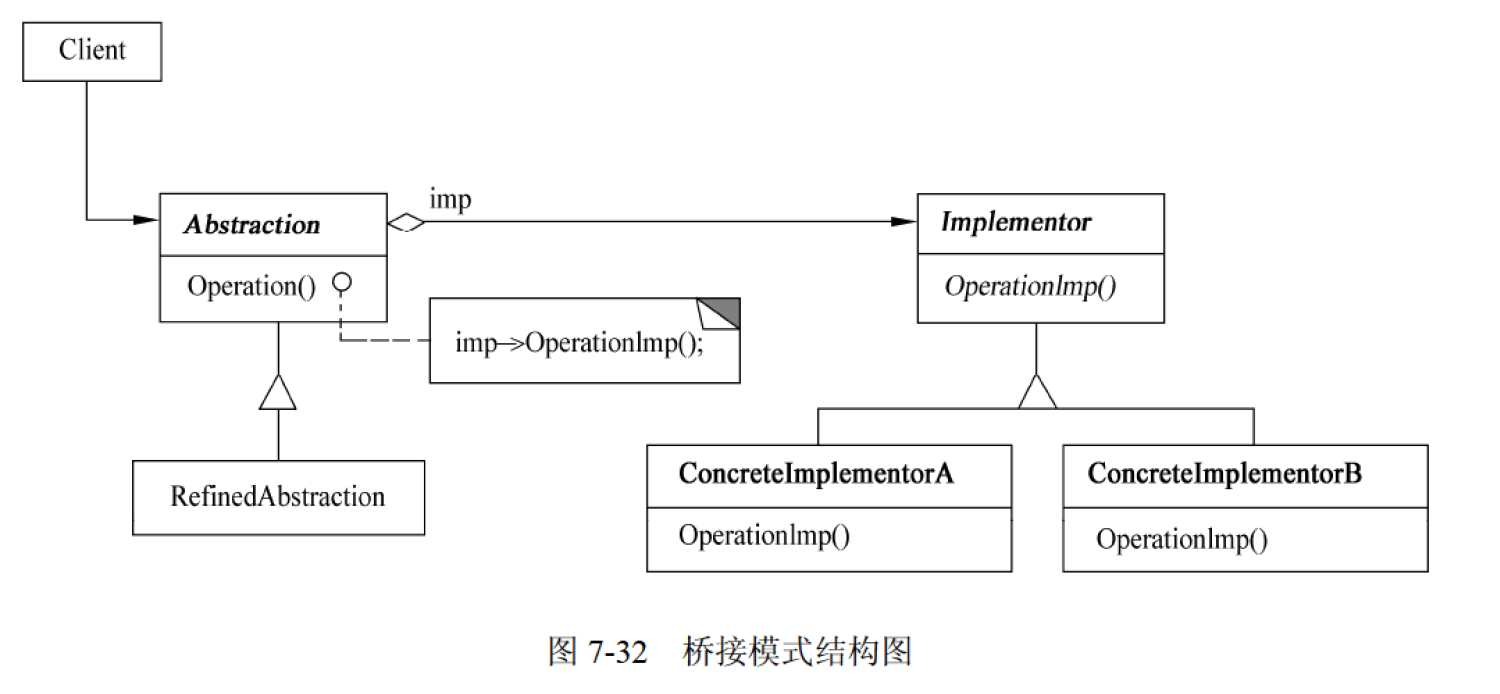 Client
imp
Abstraction
Implementor
Operation()
OperationImp()
imp->OperationImp();
RefinedAbstraction
ConcreteImplementorA
ConcreteImplementorB
OperationImp()
OperationImp()
图 7-32 桥接模式结构图